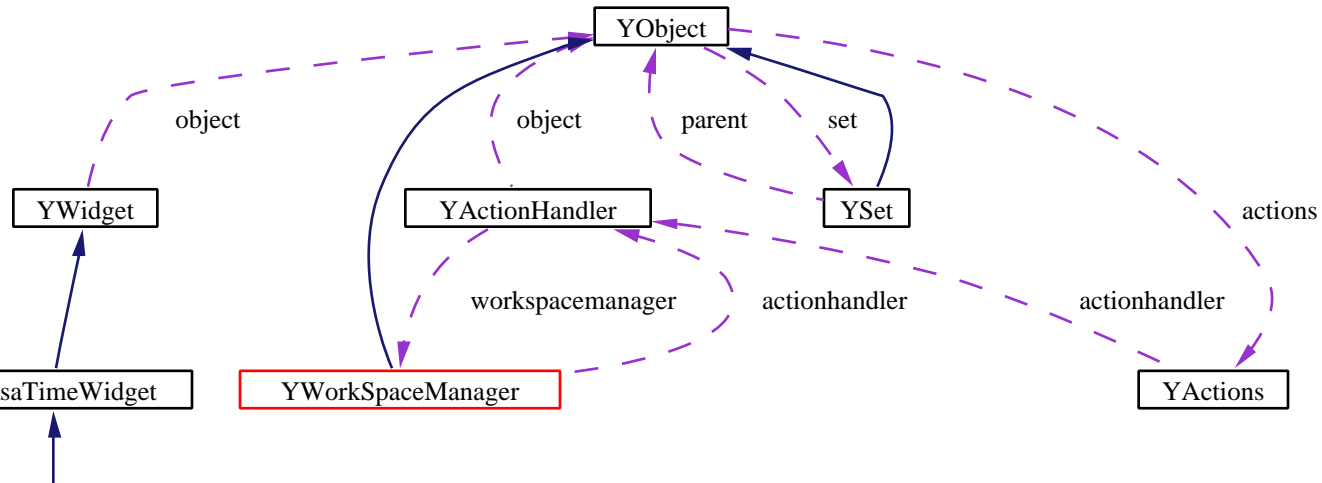 YObject
object
object
parent
set
YWidget
YActionHandler
YSet
actions
workspacemanager
actionhandler
actionhandler
saTimeWidget
YWorkSpaceManager
YActions